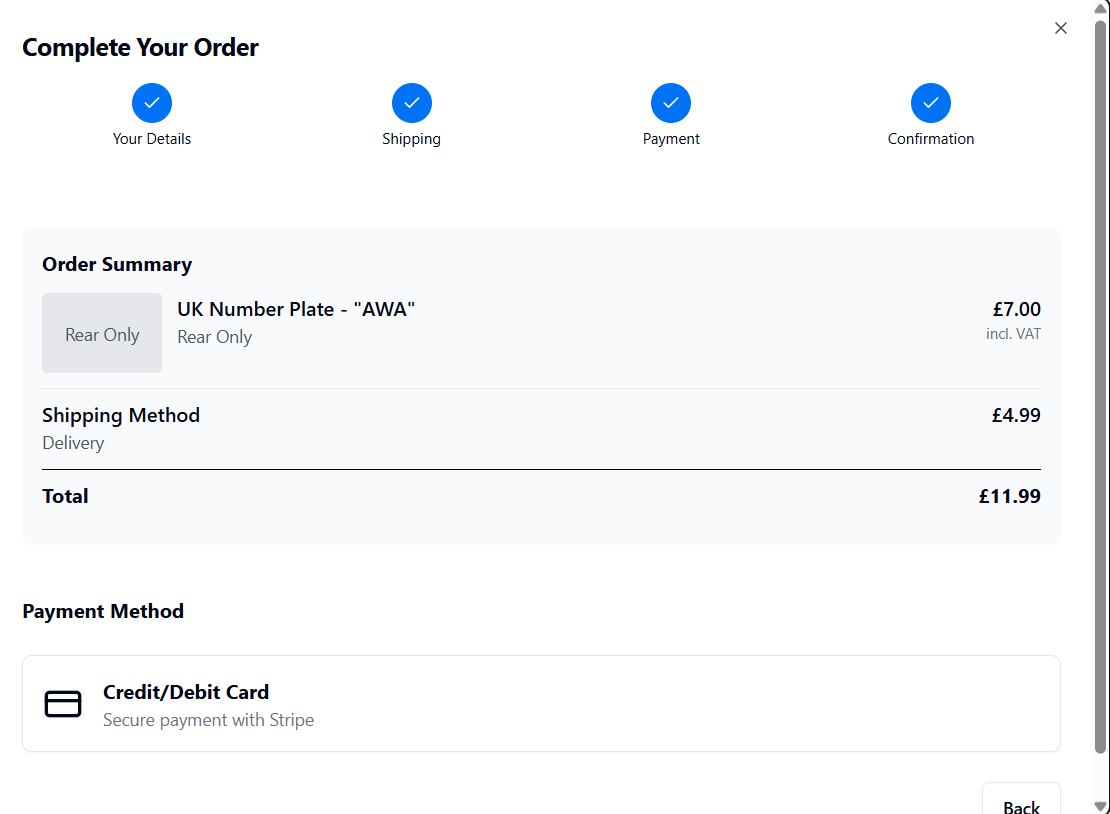 Complete Your Order
Your Details
Shipping
Payment
Confirmation
Order Summary
Rear Only
UK Number Plate - "AWA"
£7.00
Rear Only
incl. VAT
Shipping Method
£4.99
Delivery
Total
£11.99
Payment Method
Credit/Debit Card
Secure payment with Stripe
Back